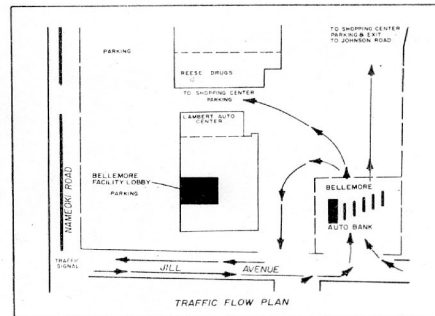 TO SHOPPING CENTER
PARKING & EXIT
TO JOHNSON ROAD
PARKING
REESE DRUGS
TO SHOPPING CENTER
PARKING
LAMBERT AUTO
CENTER
BELLEMORE
FACILITY LOBBY
PARKING
NAMEOKI ROAD
BELLEMORE
AUTO BANK
TRAFFIC
SIGNAL
JILL AVENUE
TRAFFIC FLOW PLAN